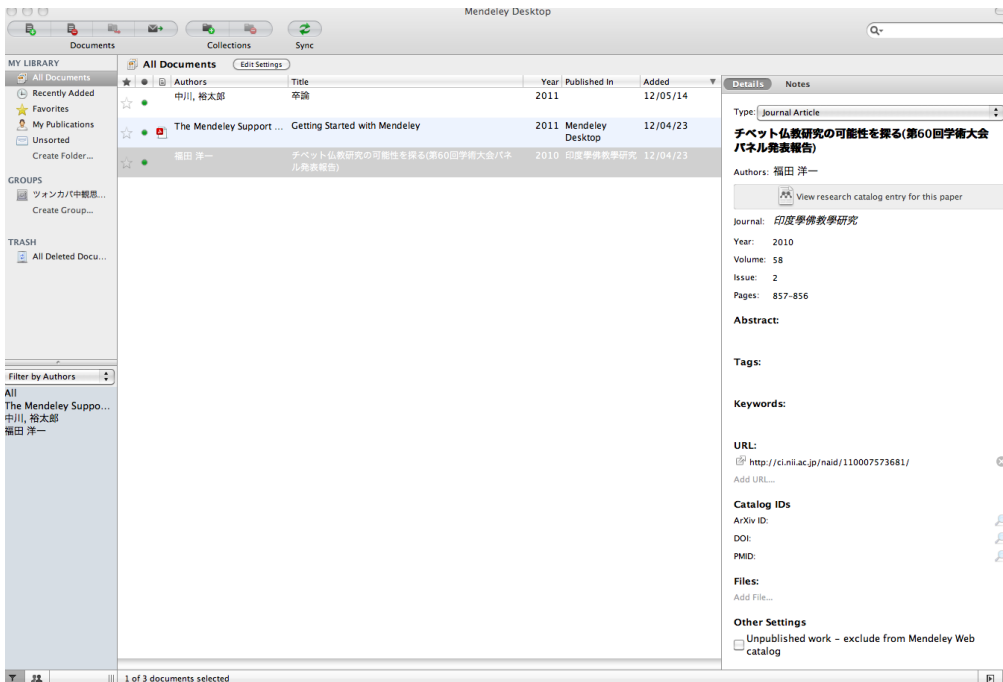 Mendeley Desktop
Documents
Collections
Sync
MY LIBRARY
All Documents
Recently Added
Favorites
My Publications
Unsorted
Create Folder...
GROUPS
ツォンカパ中観思...
Create Group...
TRASH
All Deleted Docu...
Filter by Authors
All
The Mendeley Suppo...
中川, 裕太郎
福田 洋一
All Documents
Edit Settings
Authors Title Year Published In Added
中川, 裕太郎 卒論 2011 12/05/14
The Mendeley Support ... Getting Started with Mendeley 2011 Mendeley Desktop 12/04/23
福田 洋一 チベット仏教研究の可能性を探る(第60回学術大会パネル発表報告) 2010 印度學佛教學研究 12/04/23
Details Notes
Type: Journal Article
チベット仏教研究の可能性を探る(第60回学術大会
パネル発表報告)
Authors: 福田 洋一
View research catalog entry for this paper
Journal: 印度學佛教學研究
Year: 2010
Volume: 58
Issue: 2
Pages: 857-856
Abstract:
Tags:
Keywords:
URL:
http://ci.nii.ac.jp/naid/110007573681/
Add URL...
Catalog IDs
ArXiv ID:
DOI:
PMID:
Files:
Add File...
Other Settings
Unpublished work - exclude from Mendeley Web
catalog
1 of 3 documents selected